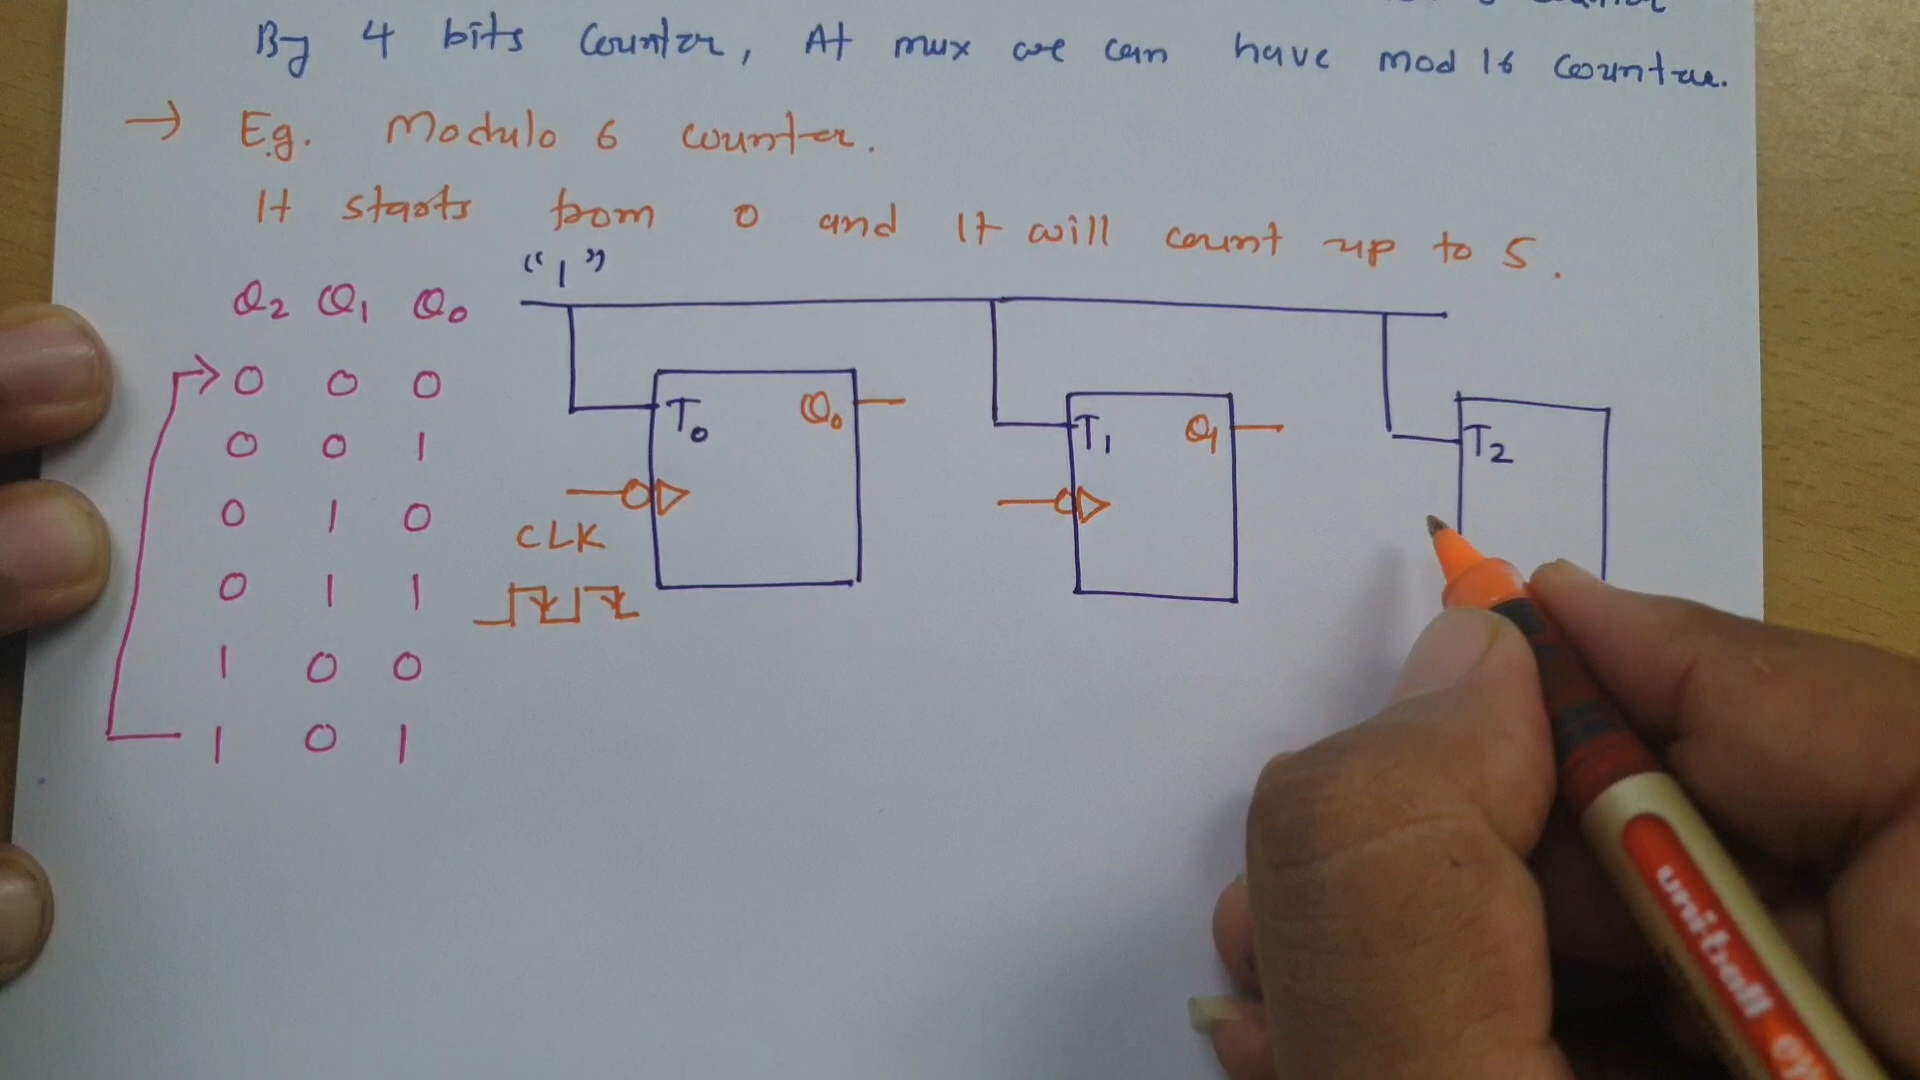 By 4 bits Counter, At max we can have mod 16 counter.
→ E.g. Modulo 6 counter.
It starts from 0 and It will count up to 5.
"1"
Q2 Q1 Q0
0 0 0
0 0 1
0 1 0
0 1 1
1 0 0
1 0 1
T0 Q0
T1 Q1
T2
CLK
uniball
eye